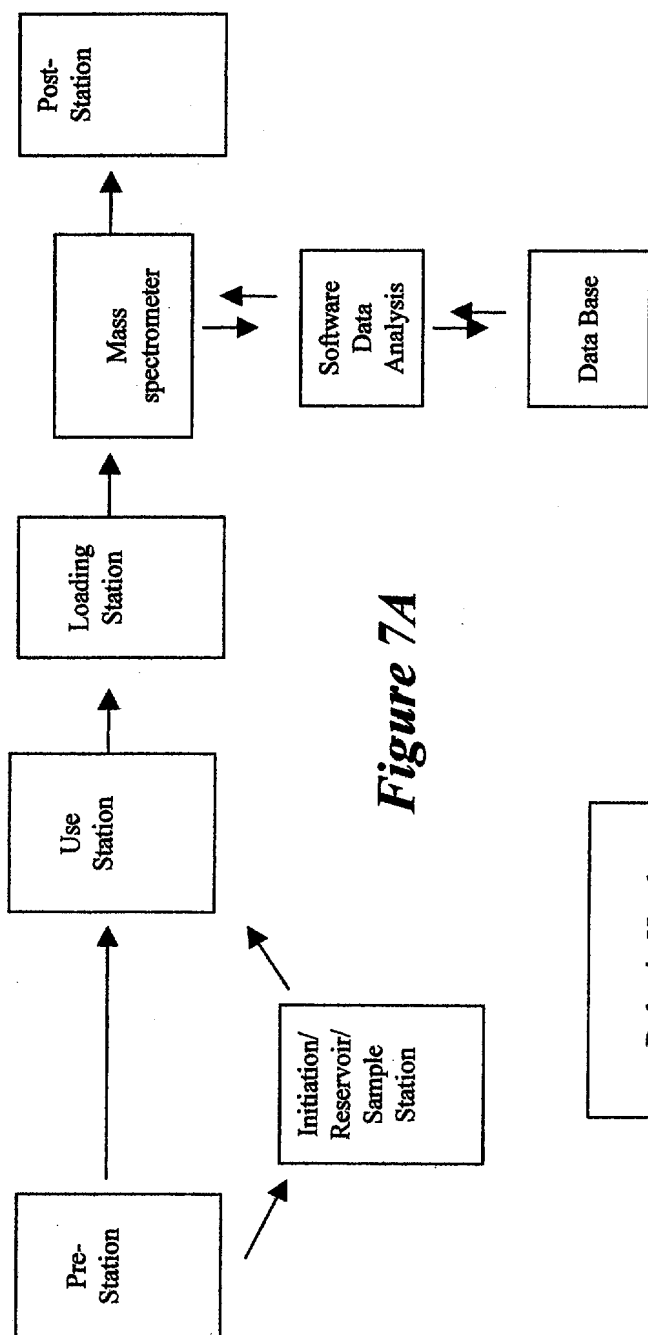 Pre-
Station
Initiation/
Reservoir/
Sample
Station
Use
Station
Loading
Station
Mass
spectrometer
Post-
Station
Software
Data
Analysis
Data Base
Figure 7A